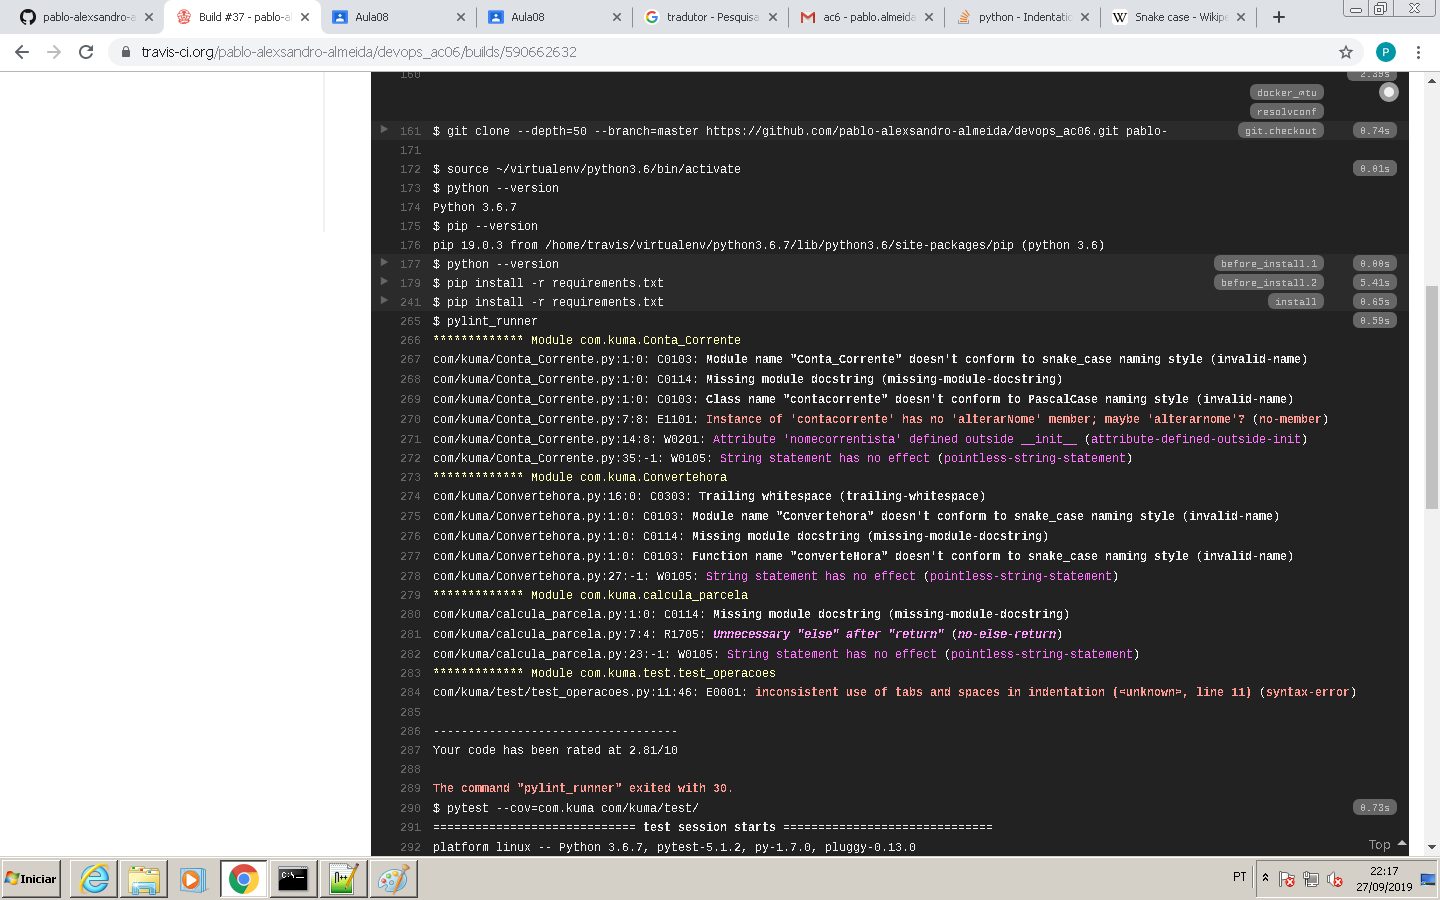 pablo-alexsandro-a
Build #37 - pablo-al
Aula08
Aula08
tradutor - Pesquisa
ac6 - pablo.almeida
python - Indentatio
Snake case - Wikipe
travis-ci.org/pablo-alexsandro-almeida/devops_ac06/builds/590662632
P
160 2.39s
resolvconf
161 $ git clone --depth=50 --branch=master https://github.com/pablo-alexsandro-almeida/devops_ac06.git pablo- git.checkout 0.74s
171
172 $ source ~/virtualenv/python3.6/bin/activate 0.01s
173 $ python --version
174 Python 3.6.7
175 $ pip --version
176 pip 19.0.3 from /home/travis/virtualenv/python3.6.7/lib/python3.6/site-packages/pip (python 3.6)
177 $ python --version before_install.1 0.00s
179 $ pip install -r requirements.txt before_install.2 5.41s
241 $ pip install -r requirements.txt install 0.65s
265 $ pylint_runner 0.59s
266 ************* Module com.kuma.Conta_Corrente
267 com/kuma/Conta_Corrente.py:1:0: C0103: Module name "Conta_Corrente" doesn't conform to snake_case naming style (invalid-name)
268 com/kuma/Conta_Corrente.py:1:0: C0114: Missing module docstring (missing-module-docstring)
269 com/kuma/Conta_Corrente.py:1:0: C0103: Class name "contacorrente" doesn't conform to PascalCase naming style (invalid-name)
270 com/kuma/Conta_Corrente.py:7:8: E1101: Instance of 'contacorrente' has no 'alterarNome' member; maybe 'alterarnome'? (no-member)
271 com/kuma/Conta_Corrente.py:14:8: W0201: Attribute 'nomecorrentista' defined outside __init__ (attribute-defined-outside-init)
272 com/kuma/Conta_Corrente.py:35:-1: W0105: String statement has no effect (pointless-string-statement)
273 ************* Module com.kuma.Convertehora
274 com/kuma/Convertehora.py:16:0: C0303: Trailing whitespace (trailing-whitespace)
275 com/kuma/Convertehora.py:1:0: C0103: Module name "Convertehora" doesn't conform to snake_case naming style (invalid-name)
276 com/kuma/Convertehora.py:1:0: C0114: Missing module docstring (missing-module-docstring)
277 com/kuma/Convertehora.py:1:0: C0103: Function name "converteHora" doesn't conform to snake_case naming style (invalid-name)
278 com/kuma/Convertehora.py:27:-1: W0105: String statement has no effect (pointless-string-statement)
279 ************* Module com.kuma.calcula_parcela
280 com/kuma/calcula_parcela.py:1:0: C0114: Missing module docstring (missing-module-docstring)
281 com/kuma/calcula_parcela.py:7:4: R1705: Unnecessary "else" after "return" (no-else-return)
282 com/kuma/calcula_parcela.py:23:-1: W0105: String statement has no effect (pointless-string-statement)
283 ************* Module com.kuma.test.test_operacoes
284 com/kuma/test/test_operacoes.py:11:46: E0001: inconsistent use of tabs and spaces in indentation (<unknown>, line 11) (syntax-error)
285
286 -----------------------------------
287 Your code has been rated at 2.81/10
288
289 The command "pylint_runner" exited with 30.
290 $ pytest --cov=com.kuma com/kuma/test/ 0.73s
291 ============================= test session starts ==============================
292 platform linux -- Python 3.6.7, pytest-5.1.2, py-1.7.0, pluggy-0.13.0
Top
Iniciar
PT
22:17
27/09/2019